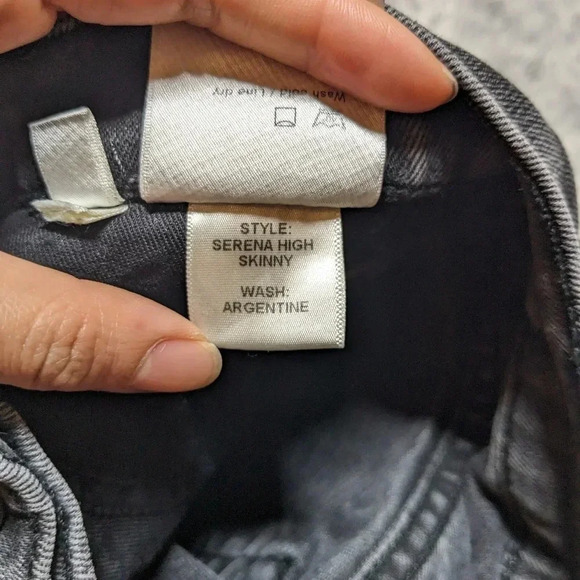 Wash cold / Line dry
STYLE:
SERENA HIGH
SKINNY
WASH:
ARGENTINE